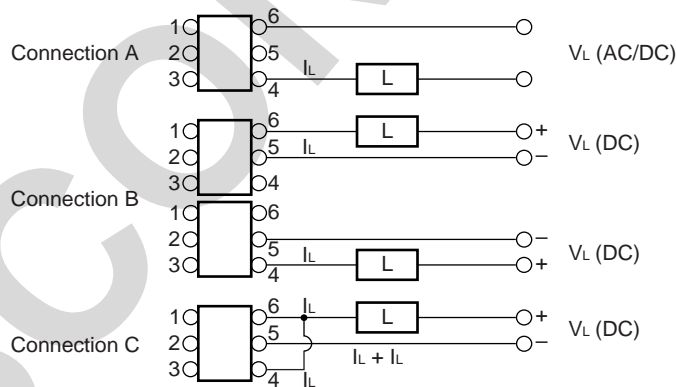 1 6
Connection A 2 5 VL (AC/DC)
3 4 IL L
1 6 L + VL (DC)
2 5 IL −
3 4
Connection B
1 6
2 5 −
3 4 IL L + VL (DC)
1 6 IL L + VL (DC)
Connection C 2 5 −
IL + IL
3 4 IL